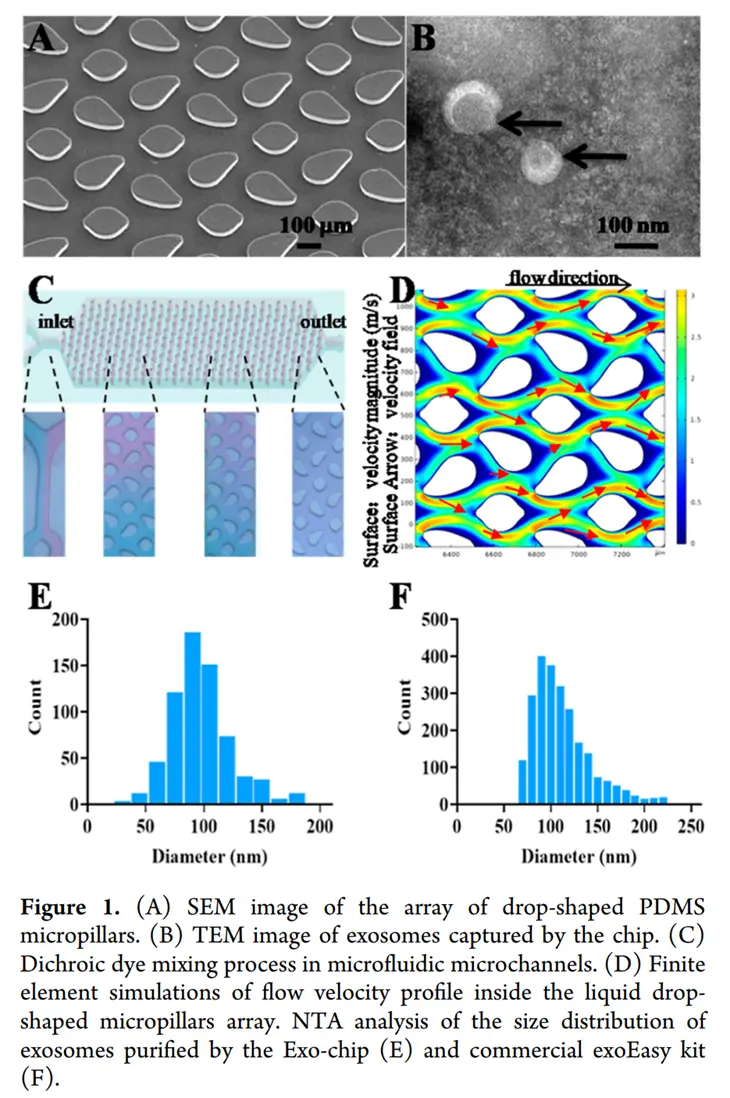 A
100 μm
B
100 nm
C
inlet
outlet
D
flow direction
Surface: velocity magnitude (m/s)
Surface Arrow: velocity field
1000
900
800
700
600
500
400
300
200
100
0
-100
6400
6600
6800
7000
7200
μm
3
2.5
2
1.5
1
0.5
0
E
200
150
100
50
0
Count
0
50
100
150
200
Diameter (nm)
F
500
400
300
200
100
0
Count
0
50
100
150
200
250
Diameter (nm)
Figure 1. (A) SEM image of the array of drop-shaped PDMS
micropillars. (B) TEM image of exosomes captured by the chip. (C)
Dichroic dye mixing process in microfluidic microchannels. (D) Finite
element simulations of flow velocity profile inside the liquid drop-
shaped micropillars array. NTA analysis of the size distribution of
exosomes purified by the Exo-chip (E) and commercial exoEasy kit
(F).